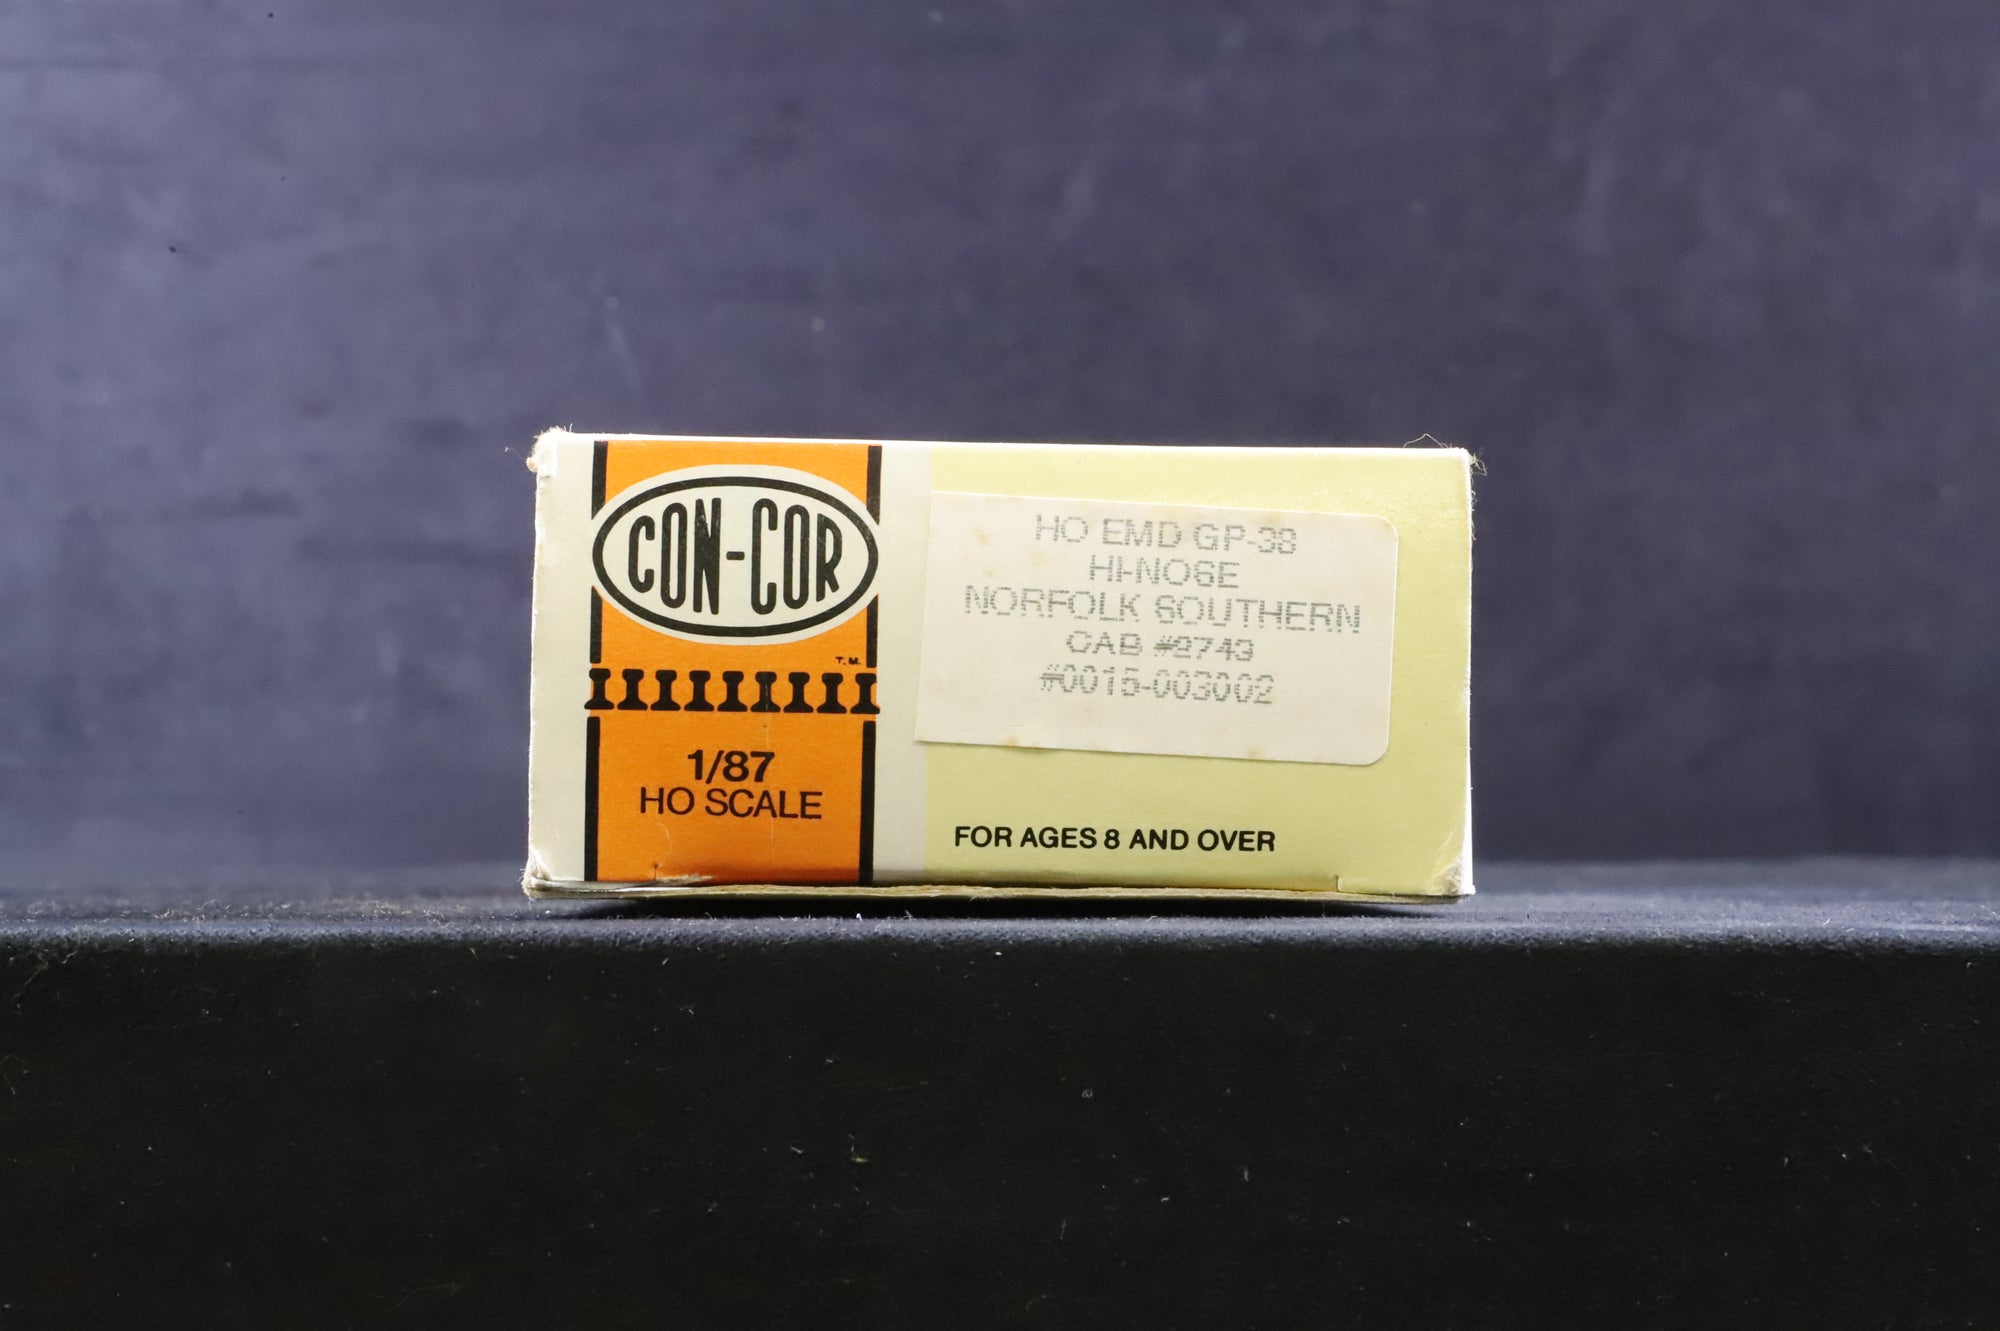 CON-COR
T.M.
1/87
HO SCALE
HO EMD GP-38
HI-NOSE
NORFOLK SOUTHERN
CAB #2743
#0015-003002
FOR AGES 8 AND OVER